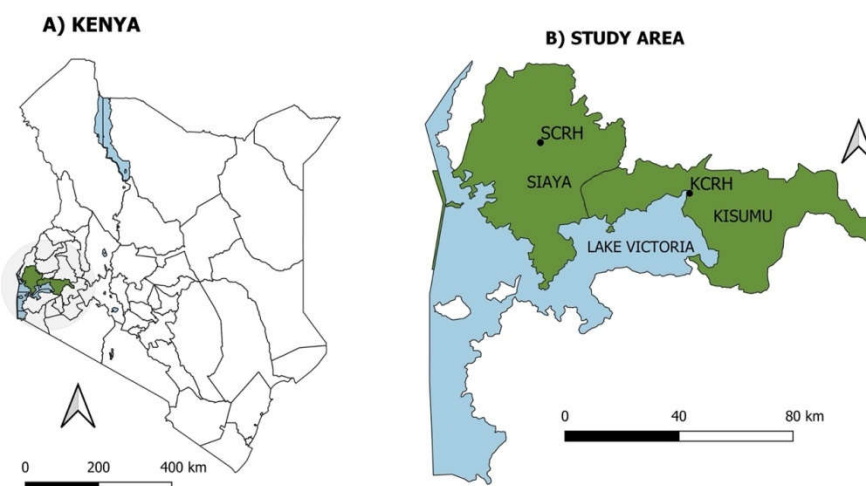 A) KENYA
0 200 400 km
B) STUDY AREA
SCRH
SIAYA
KCRH
KISUMU
LAKE VICTORIA
0 40 80 km